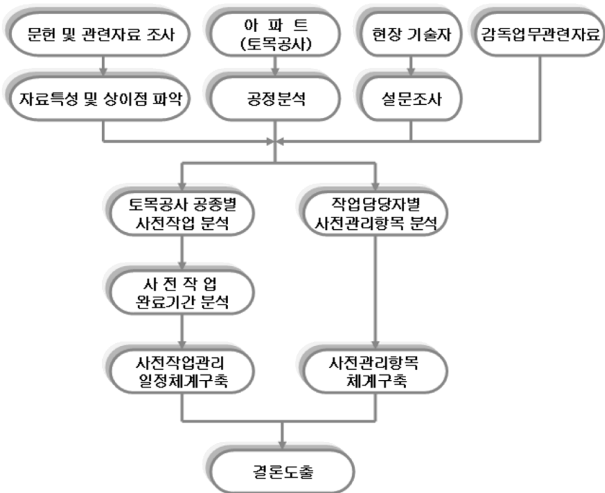 문헌 및 관련자료 조사
아 파 트
(토목공사)
현장 기술자
감독업무관련자료
자료특성 및 상이점 파악
공정분석
설문조사
토목공사 공종별
사전작업 분석
작업담당자별
사전관리항목 분석
사 전 작 업
완료기간 분석
사전작업관리
일정체계구축
사전관리항목
체계구축
결론도출